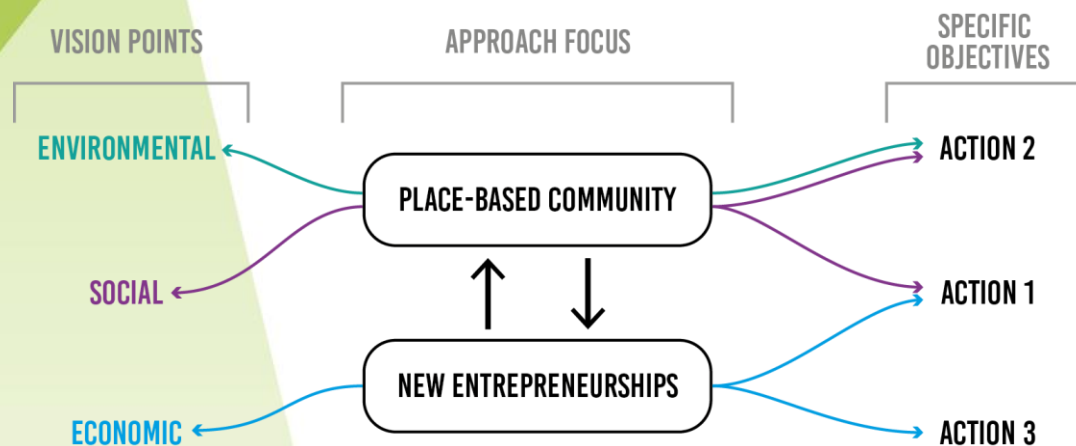 VISION POINTS
APPROACH FOCUS
SPECIFIC
OBJECTIVES
ENVIRONMENTAL
PLACE-BASED COMMUNITY
ACTION 2
SOCIAL
ACTION 1
NEW ENTREPRENEURSHIPS
ECONOMIC
ACTION 3